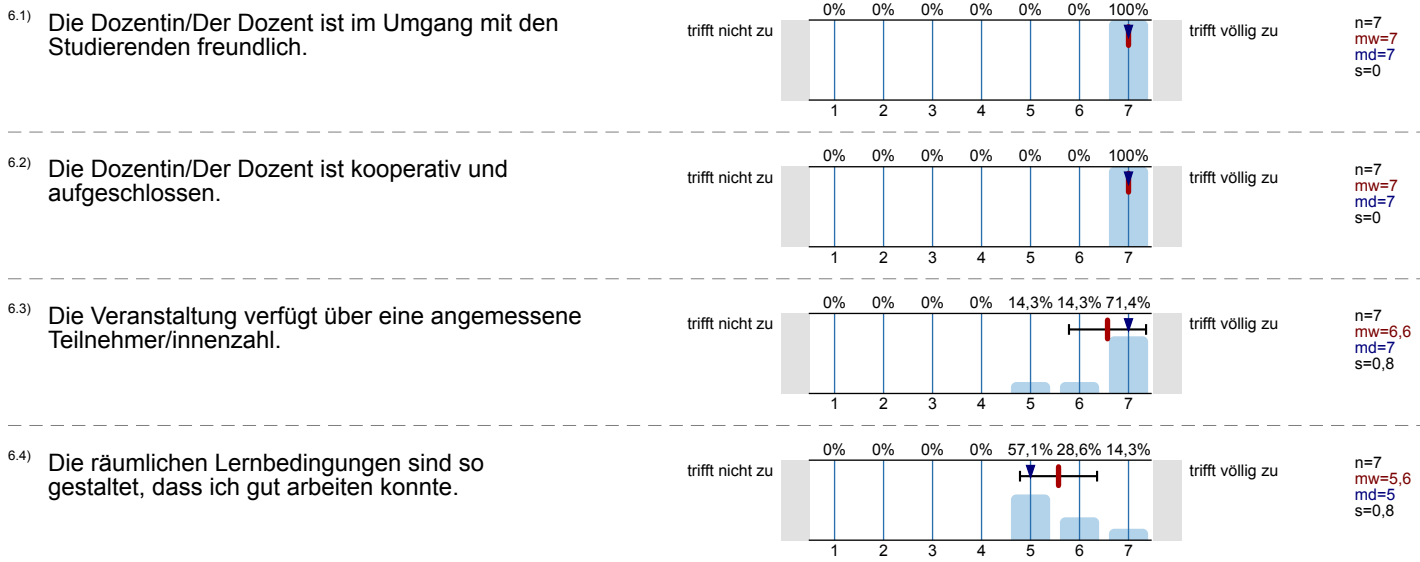 6.1) Die Dozentin/Der Dozent ist im Umgang mit den
Studierenden freundlich.
trifft nicht zu
0% 0% 0% 0% 0% 0% 100%
1 2 3 4 5 6 7
trifft völlig zu
n=7
mw=7
md=7
s=0
6.2) Die Dozentin/Der Dozent ist kooperativ und
aufgeschlossen.
trifft nicht zu
0% 0% 0% 0% 0% 0% 100%
1 2 3 4 5 6 7
trifft völlig zu
n=7
mw=7
md=7
s=0
6.3) Die Veranstaltung verfügt über eine angemessene
Teilnehmer/innenzahl.
trifft nicht zu
0% 0% 0% 0% 14,3% 14,3% 71,4%
1 2 3 4 5 6 7
trifft völlig zu
n=7
mw=6,6
md=7
s=0,8
6.4) Die räumlichen Lernbedingungen sind so
gestaltet, dass ich gut arbeiten konnte.
trifft nicht zu
0% 0% 0% 0% 57,1% 28,6% 14,3%
1 2 3 4 5 6 7
trifft völlig zu
n=7
mw=5,6
md=5
s=0,8